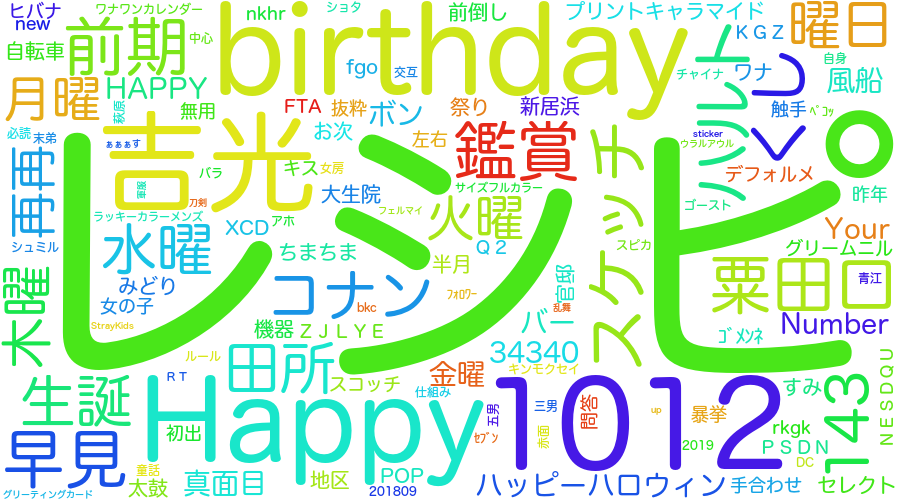 ヒバナ
ワナワンカレンダー
new
nkhr
ショタ
前倒し
プリントキャラマイド
曜日
自転車
前期
中心
birthday
KGZ
自身
fgo
交互
チャイナ
ワナ
風船
月曜
HAPPY
萩原
無用
FTA
抜粋
ボン
祭り
新居浜
触手
ペコッ
必読
末弟
ぁぁぁす
吉光
お次
左右
鑑賞
スケッチ
sticker
ウラルアウル
レシピ
再再
バラ
キス
女房
大生院
サイズフルカラー
デフォルメ
昨年
刀剣
ラッキーカラーメンズ
アホ
フェルマイ
火曜
ゴースト
シュミル
XCD
水曜
ちまちま
Q2
スピカ
Your
グリームニル
木曜
みどり
女の子
コナン
半月
官邸
粟田口
青江
フォロワー
bkc
乱舞
StrayKids
機器
ZJLYE
バー
Number
ゴメンネ
ルール
田所
34340
キンモクセイ
生誕
スコッチ
仕組み
金曜
RT
Happy
1012
すみ
143
NESDQU
五男
三男
問答
up
暴挙
rkgk
早見
初出
セブン
赤面
2019
PSDN
童話
太鼓
真面目
地区
POP
DC
201809
ハッピーハロウィン
手合わせ
セレクト
グリーティングカード